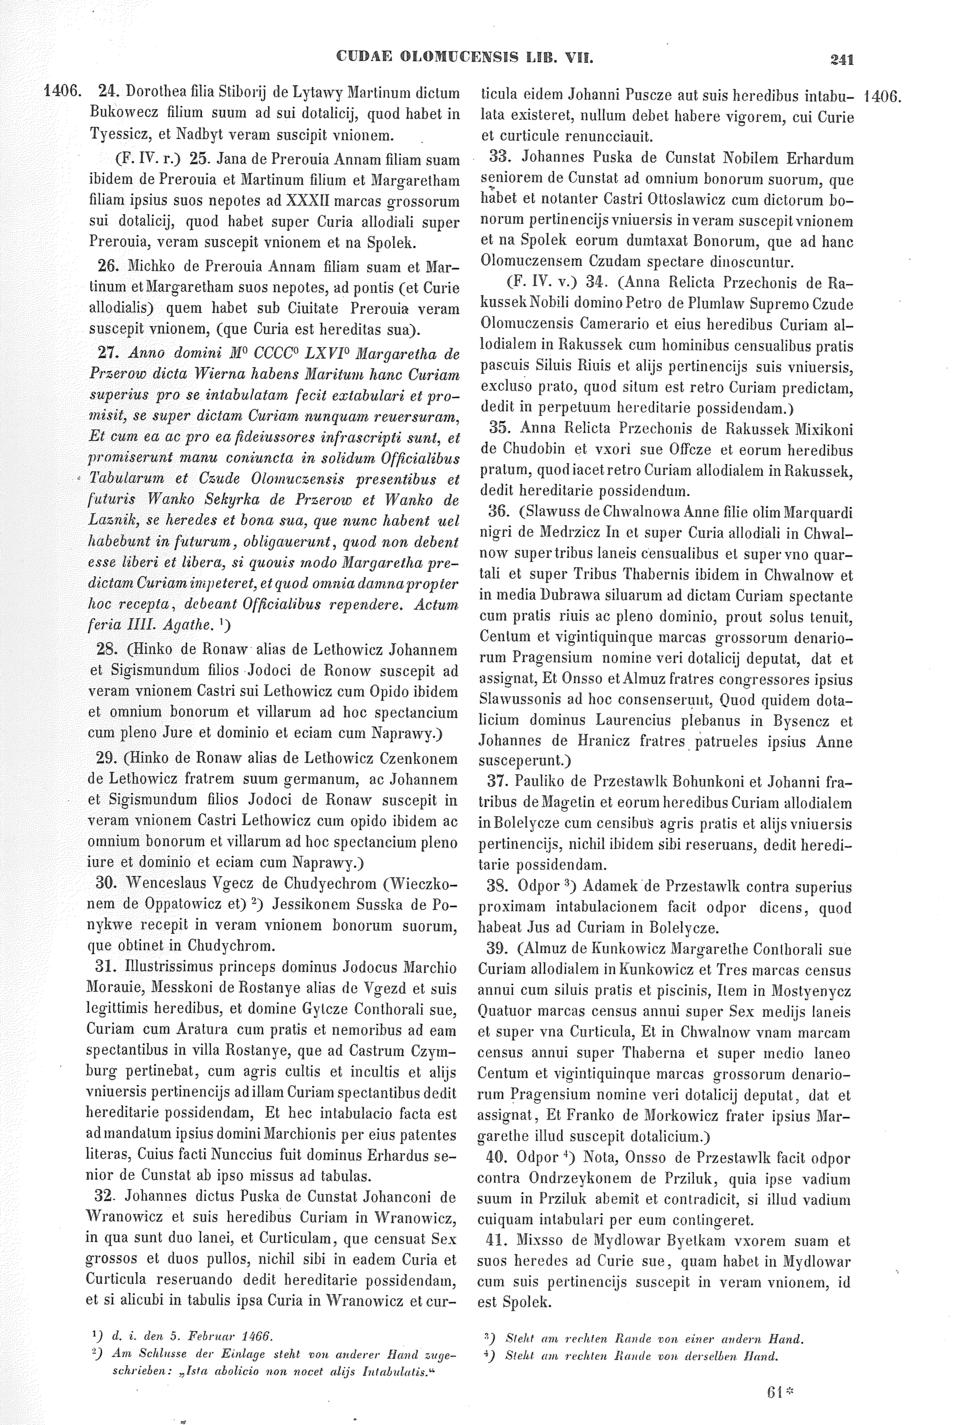 CUDAE OLOMUCENSIS LIB. VII.
241
1406. 24. Dorothea filia Stiborij de Lytawy Martinum dictum
Bukowecz filium suum ad sui dotalicij, quod habet in
Tyessicz, et Nadbyt veram suscipit vnionem.
(F. IV. r.) 25. Jana de Prerouia Annam filiam suam
ibidem de Prerouia et Martinum filium et Margaretham
filiam ipsius suos nepotes ad XXXII marcas grossorum
sui dotalicij, quod habet super Curia allodiali super
Prerouia, veram suscepit vnionem et na Spolek.
26. Michko de Prerouia Annam filiam suam et Mar-
tinum et Margaretham suos nepotes, ad pontis (et Curie
allodialis) quem habet sub Ciuitate Prerouia veram
suscepit vnionem, (que Curia est hereditas sua).
27. Anno domini M⁰ CCCC⁰ LXVI⁰ Margaretha de
Przerow dicta Wierna habens Maritum hanc Curiam
superius pro se intabulatam fecit extabulari et pro-
misit, se super dictam Curiam nunquam reuersuram,
Et cum ea ac pro ea fideiussores infrascripti sunt, et
promiserunt manu coniuncta in solidum Officialibus
Tabularum et Czude Olomuczensis presentibus et
futuris Wanko Sekyrka de Przerow et Wanko de
Laznik, se heredes et bona sua, que nunc habent uel
habebunt in futurum, obligauerunt, quod non debent
esse liberi et libera, si quouis modo Margaretha pre-
dictam Curiam impeteret, et quod omnia damna propter
hoc recepta, debeant Officialibus rependere. Actum
feria IIII. Agathe. ¹)
28. (Hinko de Ronaw alias de Lethowicz Johannem
et Sigismundum filios Jodoci de Ronow suscepit ad
veram vnionem Castri sui Lethowicz cum Opido ibidem
et omnium bonorum et villarum ad hoc spectancium
cum pleno Jure et dominio et eciam cum Naprawy.)
29. (Hinko de Ronaw alias de Lethowicz Czenkonem
de Lethowicz fratrem suum germanum, ac Johannem
et Sigismundum filios Jodoci de Ronaw suscepit in
veram vnionem Castri Lethowicz cum opido ibidem ac
omnium bonorum et villarum ad hoc spectancium pleno
iure et dominio et eciam cum Naprawy.)
30. Wenceslaus Vgecz de Chudyechrom (Wieczko-
nem de Oppatowicz et) ²) Jessikonem Susska de Po-
nykwe recepit in veram vnionem bonorum suorum,
que obtinet in Chudychrom.
31. Illustrissimus princeps dominus Jodocus Marchio
Morauie, Messkoni de Rostanye alias de Vgezd et suis
legittimis heredibus, et domine Gytcze Conthorali sue,
Curiam cum Aratura cum pratis et nemoribus ad eam
spectantibus in villa Rostanye, que ad Castrum Czym-
burg pertinebat, cum agris cultis et incultis et alijs
vniuersis pertinencijs ad illam Curiam spectantibus dedit
hereditarie possidendam, Et hec intabulacio facta est
ad mandatum ipsius domini Marchionis per eius patentes
literas, Cuius facti Nunccius fuit dominus Erhardus se-
nior de Cunstat ab ipso missus ad tabulas.
32. Johannes dictus Puska de Cunstat Johanconi de
Wranowicz et suis heredibus Curiam in Wranowicz,
in qua sunt duo lanei, et Curticulam, que censuat Sex
grossos et duos pullos, nichil sibi in eadem Curia et
Curticula reseruando dedit hereditarie possidendam,
et si alicubi in tabulis ipsa Curia in Wranowicz et cur-
¹) d. i. den 5. Februar 1466.
²) Am Schlusse der Einlage steht von anderer Hand zuge-
schrieben: „Ista abolicio non nocet alijs Intabulatis.“
ticula eidem Johanni Puscze aut suis heredibus intabu- 1406.
lata existeret, nullum debet habere vigorem, cui Curie
et curticule renuncciauit.
33. Johannes Puska de Cunstat Nobilem Erhardum
seniorem de Cunstat ad omnium bonorum suorum, que
habet et notanter Castri Ottoslawicz cum dictorum bo-
norum pertinencijs vniuersis in veram suscepit vnionem
et na Spolek eorum dumtaxat Bonorum, que ad hanc
Olomuczensem Czudam spectare dinoscuntur.
(F. IV. v.) 34. (Anna Relicta Przechonis de Ra-
kussek Nobili domino Petro de Plumlaw Supremo Czude
Olomuczensis Camerario et eius heredibus Curiam al-
lodialem in Rakussek cum hominibus censualibus pratis
pascuis Siluis Riuis et alijs pertinencijs suis vniuersis,
excluso prato, quod situm est retro Curiam predictam,
dedit in perpetuum hereditarie possidendam.)
35. Anna Relicta Przechonis de Rakussek Mixikoni
de Chudobin et vxori sue Offcze et eorum heredibus
pratum, quod iacet retro Curiam allodialem in Rakussek,
dedit hereditarie possidendum.
36. (Slawuss de Chwalnowa Anne filie olim Marquardi
nigri de Medrzicz In et super Curia allodiali in Chwal-
now super tribus laneis censualibus et super vno quar-
tali et super Tribus Thabernis ibidem in Chwalnow et
in media Dubrawa siluarum ad dictam Curiam spectante
cum pratis riuis ac pleno dominio, prout solus tenuit,
Centum et vigintiquinque marcas grossorum denario-
rum Pragensium nomine veri dotalicij deputat, dat et
assignat, Et Onsso et Almuz fratres congressores ipsius
Slawussonis ad hoc consenserunt, Quod quidem dota-
licium dominus Laurencius plebanus in Bysencz et
Johannes de Hranicz fratres patrueles ipsius Anne
susceperunt.)
37. Pauliko de Przestawlk Bohunkoni et Johanni fra-
tribus de Magetin et eorum heredibus Curiam allodialem
in Bolelycze cum censibus agris pratis et alijs vniuersis
pertinencijs, nichil ibidem sibi reseruans, dedit heredi-
tarie possidendam.
38. Odpor ³) Adamek de Przestawlk contra superius
proximam intabulacionem facit odpor dicens, quod
habeat Jus ad Curiam in Bolelycze.
39. (Almuz de Kunkowicz Margarethe Conthorali sue
Curiam allodialem in Kunkowicz et Tres marcas census
annui cum siluis pratis et piscinis, Item in Mostyenycz
Quatuor marcas census annui super Sex medijs laneis
et super vna Curticula, Et in Chwalnow vnam marcam
census annui super Thaberna et super medio laneo
Centum et vigintiquinque marcas grossorum denario-
rum Pragensium nomine veri dotalicij deputat, dat et
assignat, Et Franko de Morkowicz frater ipsius Mar-
garethe illud suscepit dotalicium.)
40. Odpor ⁴) Nota, Onsso de Przestawlk facit odpor
contra Ondrzeykonem de Prziluk, quia ipse vadium
suum in Prziluk abemit et contradicit, si illud vadium
cuiquam intabulari per eum contingeret.
41. Mixsso de Mydlowar Byetkam vxorem suam et
suos heredes ad Curie sue, quam habet in Mydlowar
cum suis pertinencijs suscepit in veram vnionem, id
est Spolek.
³) Steht am rechten Rande von einer andern Hand.
⁴) Steht am rechten Rande von derselben Hand.
61*